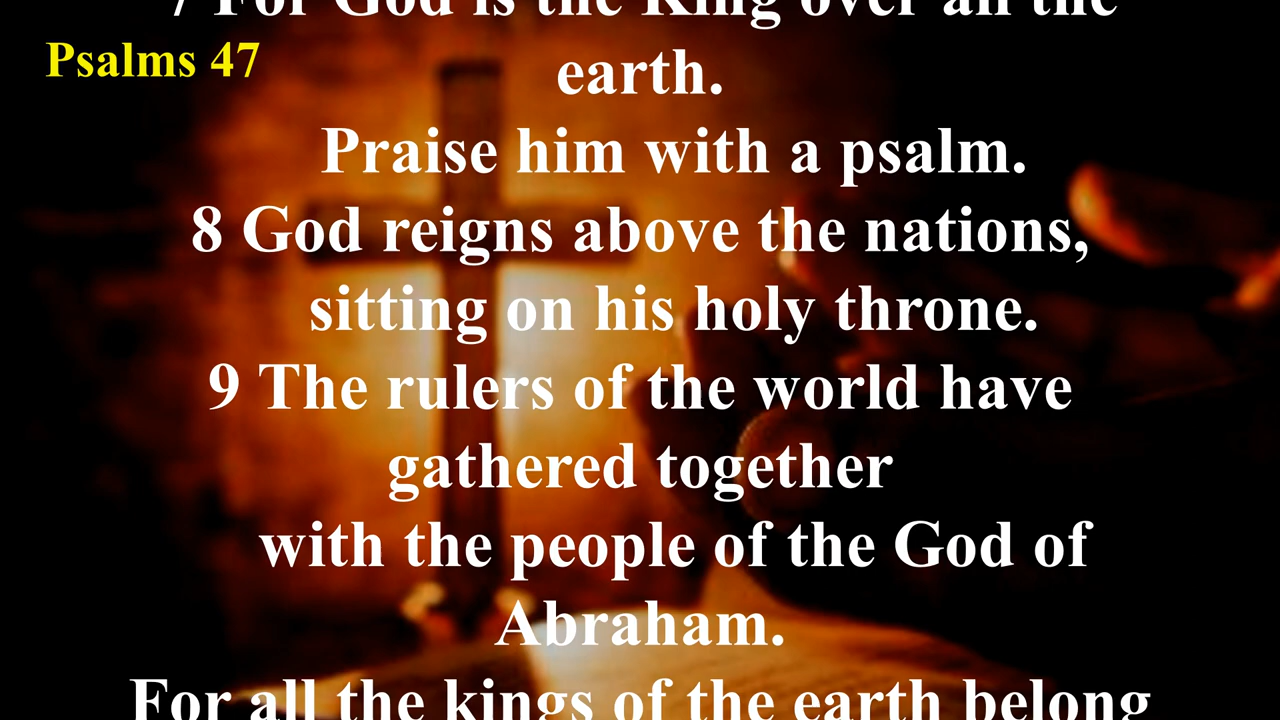 7 For God is the King over all the
Psalms 47
earth.
Praise him with a psalm.
8 God reigns above the nations,
sitting on his holy throne.
9 The rulers of the world have
gathered together
with the people of the God of
Abraham.
For all the kings of the earth belong